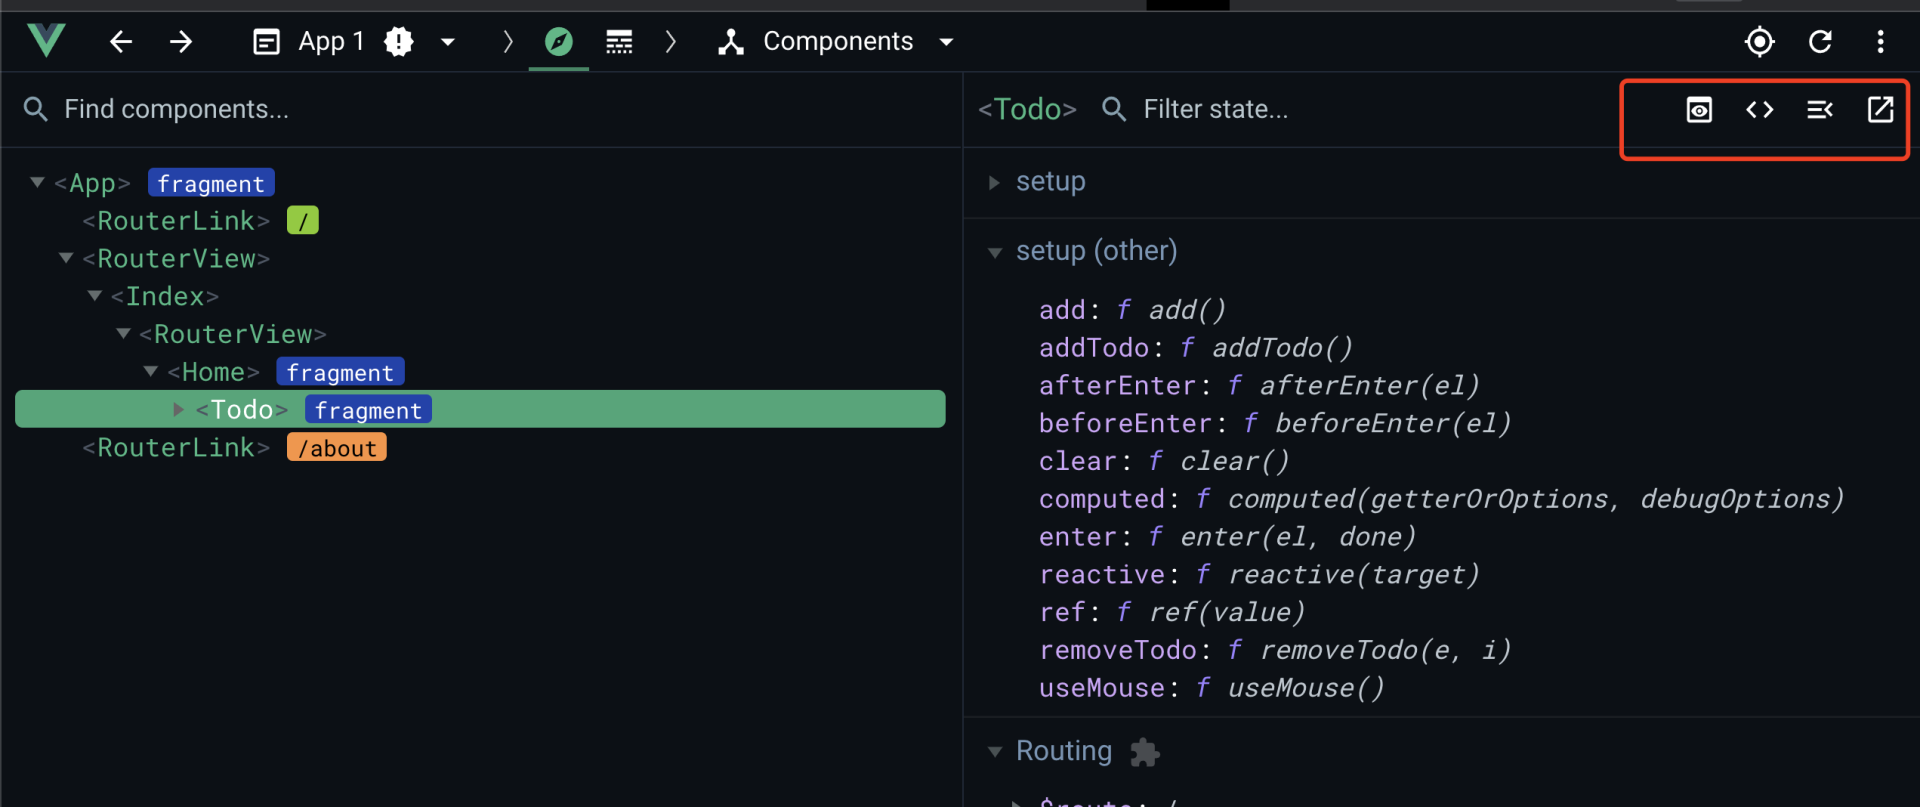 App 1
Components
Find components...
<Todo>
Filter state...
<App> fragment
<RouterLink> /
<RouterView>
<Index>
<RouterView>
<Home> fragment
<Todo> fragment
<RouterLink> /about
setup
setup (other)
add: f add()
addTodo: f addTodo()
afterEnter: f afterEnter(el)
beforeEnter: f beforeEnter(el)
clear: f clear()
computed: f computed(getterOrOptions, debugOptions)
enter: f enter(el, done)
reactive: f reactive(target)
ref: f ref(value)
removeTodo: f removeTodo(e, i)
useMouse: f useMouse()
Routing
$route: /